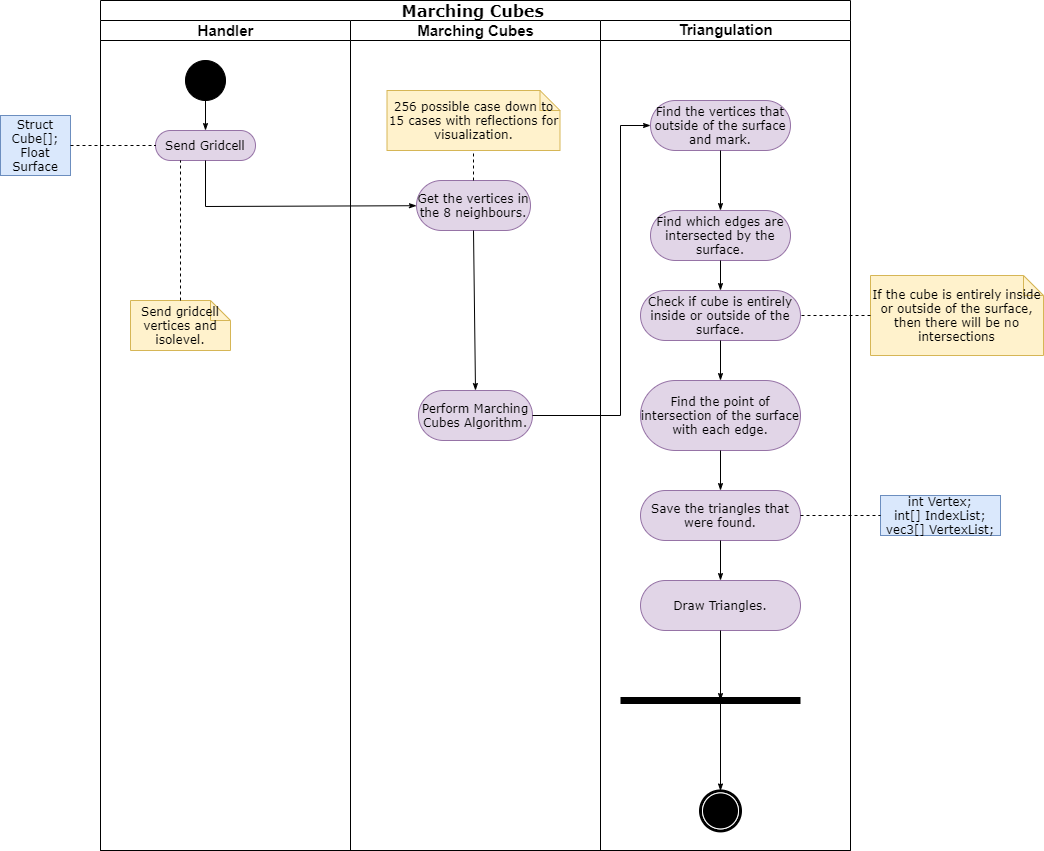 Marching Cubes
Handler
Marching Cubes
Triangulation
Struct
Cube[];
Float
Surface
Send Gridcell
Send gridcell
vertices and
isolevel.
256 possible case down to
15 cases with reflections for
visualization.
Get the vertices in
the 8 neighbours.
Perform Marching
Cubes Algorithm.
Find the vertices that
outside of the surface
and mark.
Find which edges are
intersected by the
surface.
Check if cube is entirely
inside or outside of the
surface.
If the cube is entirely inside
or outside of the surface,
then there will be no
intersections
Find the point of
intersection of the surface
with each edge.
Save the triangles that
were found.
int Vertex;
int[] IndexList;
vec3[] VertexList;
Draw Triangles.